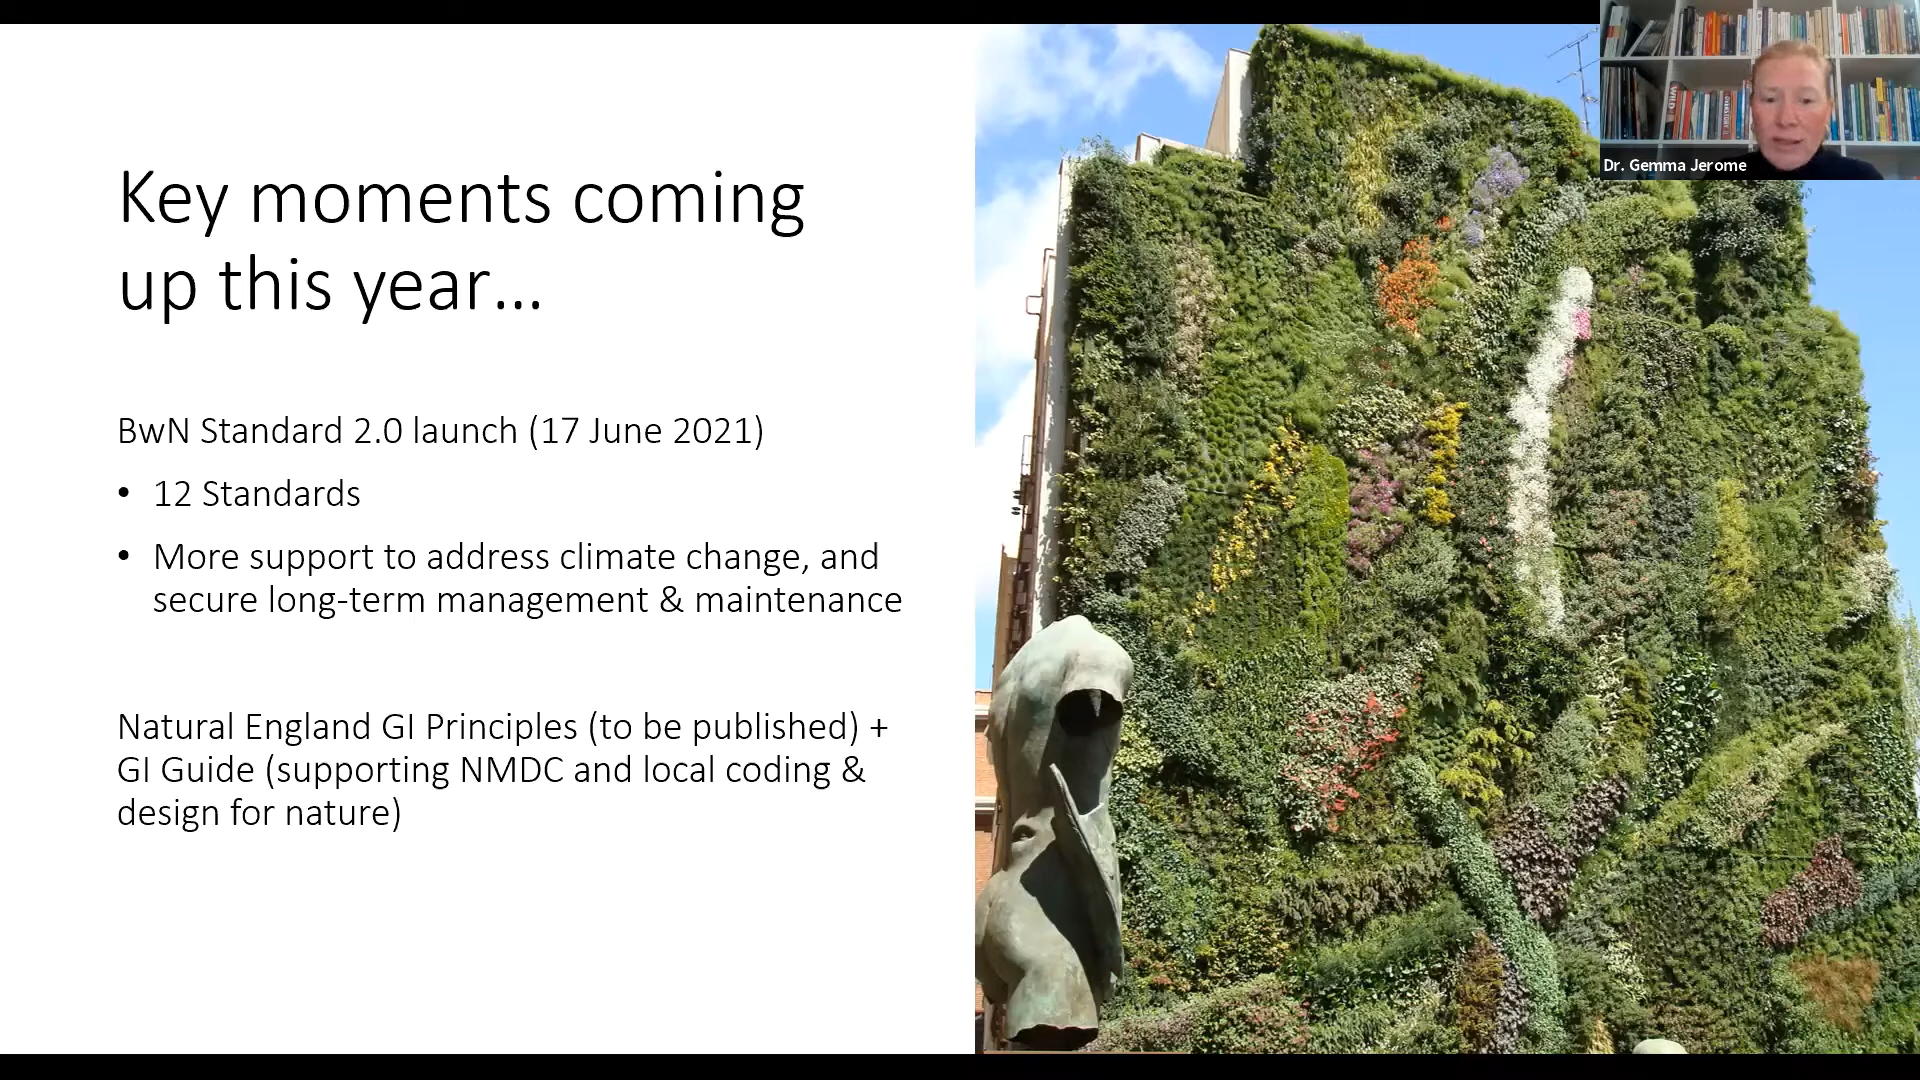 Key moments coming
up this year...
BwN Standard 2.0 launch (17 June 2021)
• 12 Standards
• More support to address climate change, and
secure long-term management & maintenance
Natural England GI Principles (to be published) +
GI Guide (supporting NMDC and local coding &
design for nature)
Dr. Gemma Jerome
WILD